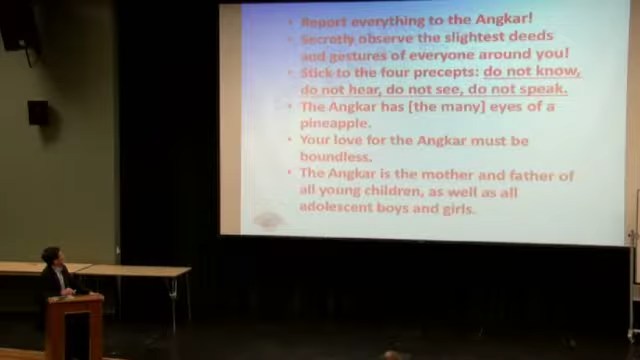 • Report everything to the Angkar!
• Secretly observe the slightest deeds
and gestures of everyone around you!
• Stick to the four precepts: do not know,
do not hear, do not see, do not speak.
• The Angkar has [the many] eyes of a
pineapple.
• Your love for the Angkar must be
boundless.
• The Angkar is the mother and father of
all young children, as well as all
adolescent boys and girls.